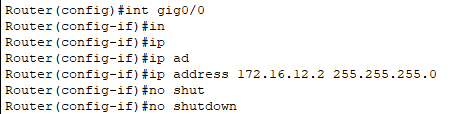 Router(config)#int gig0/0
Router(config-if)#in
Router(config-if)#ip
Router(config-if)#ip ad
Router(config-if)#ip address 172.16.12.2 255.255.255.0
Router(config-if)#no shut
Router(config-if)#no shutdown